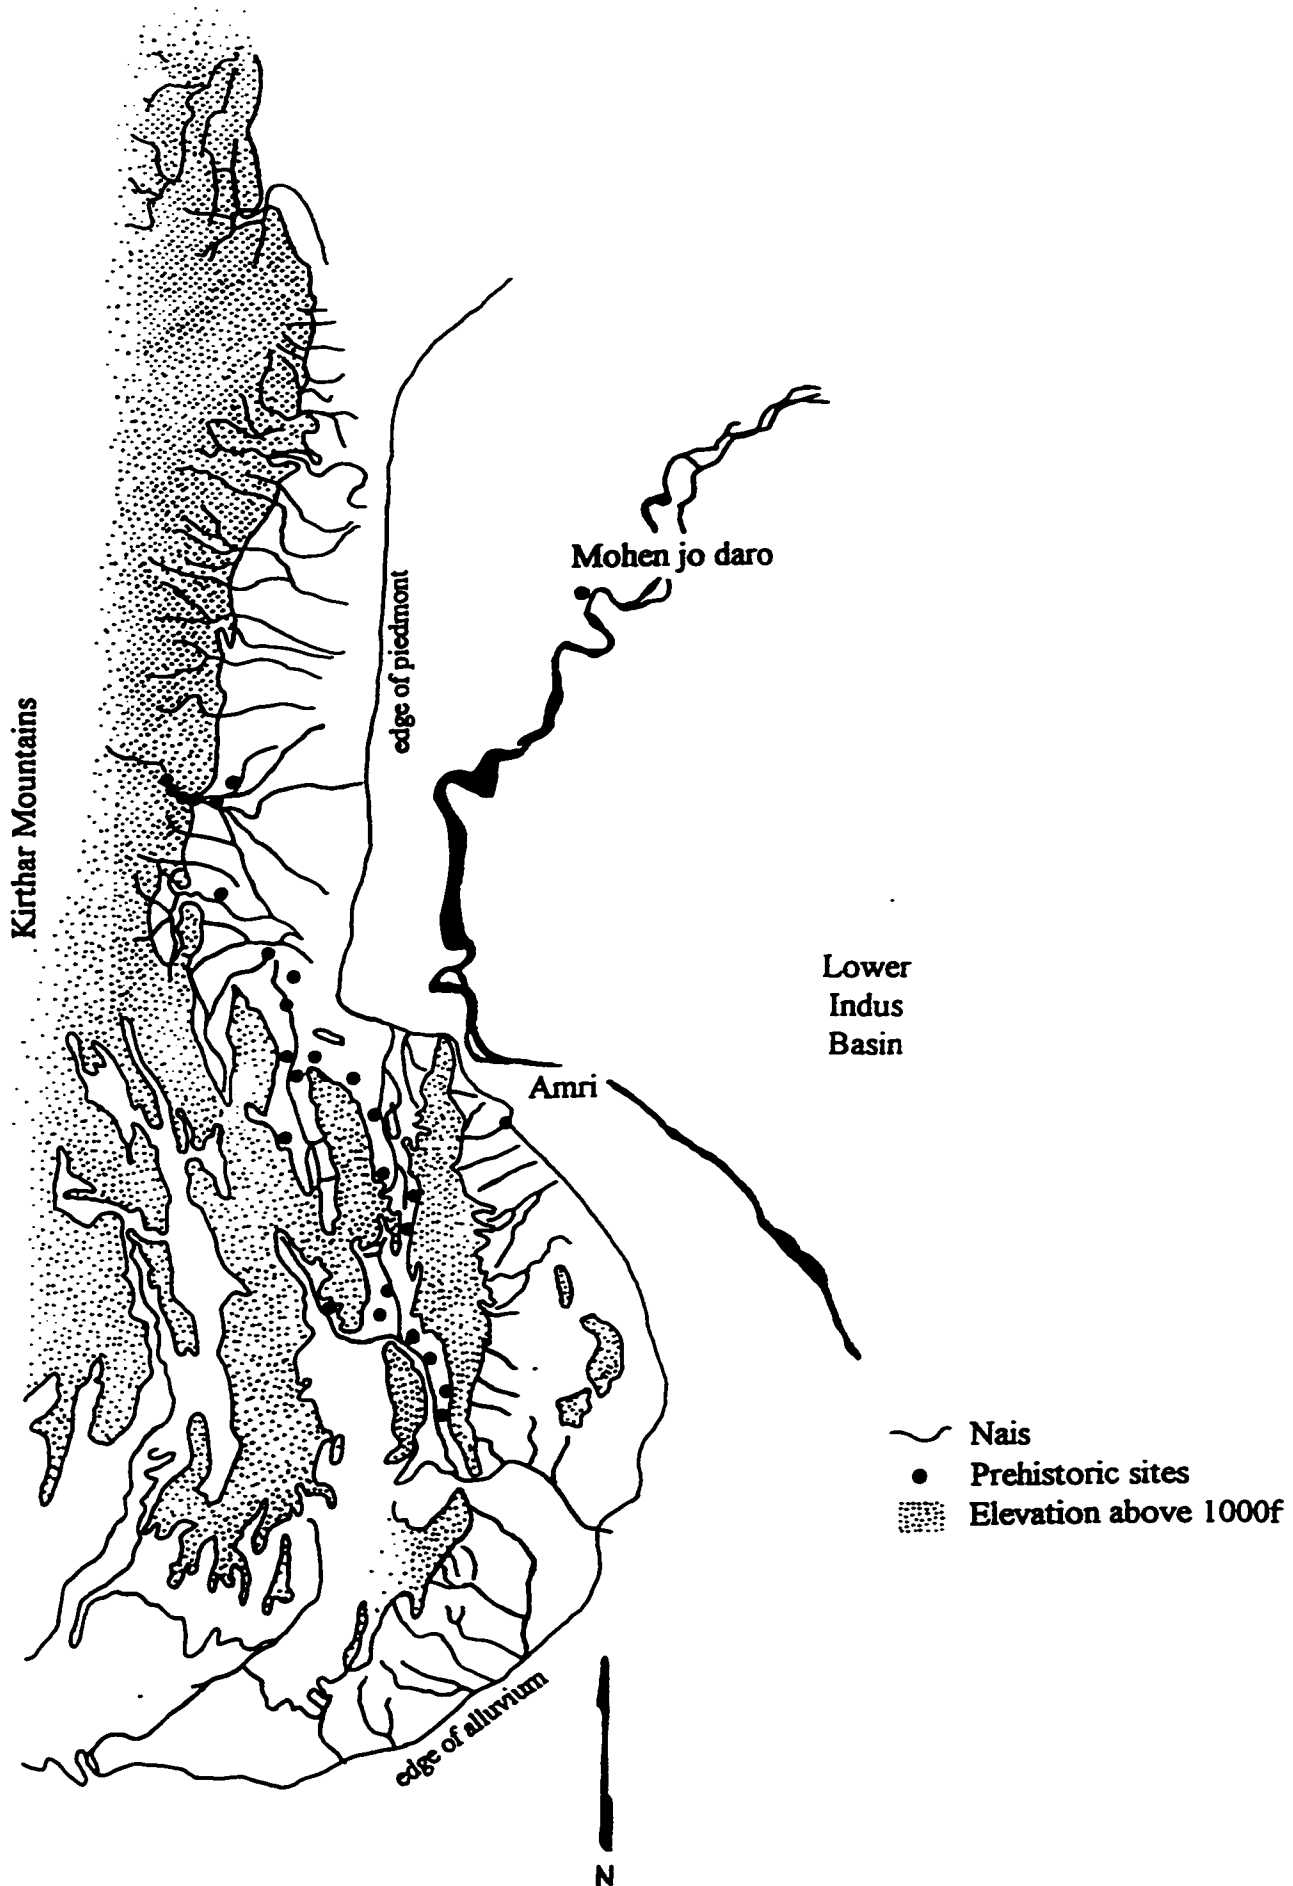 Mohen jo daro
edge of piedmont
Kirthar Mountains
Lower
Indus
Basin
Amri
Nais
Prehistoric sites
Elevation above 1000f
edge of alluvium
N